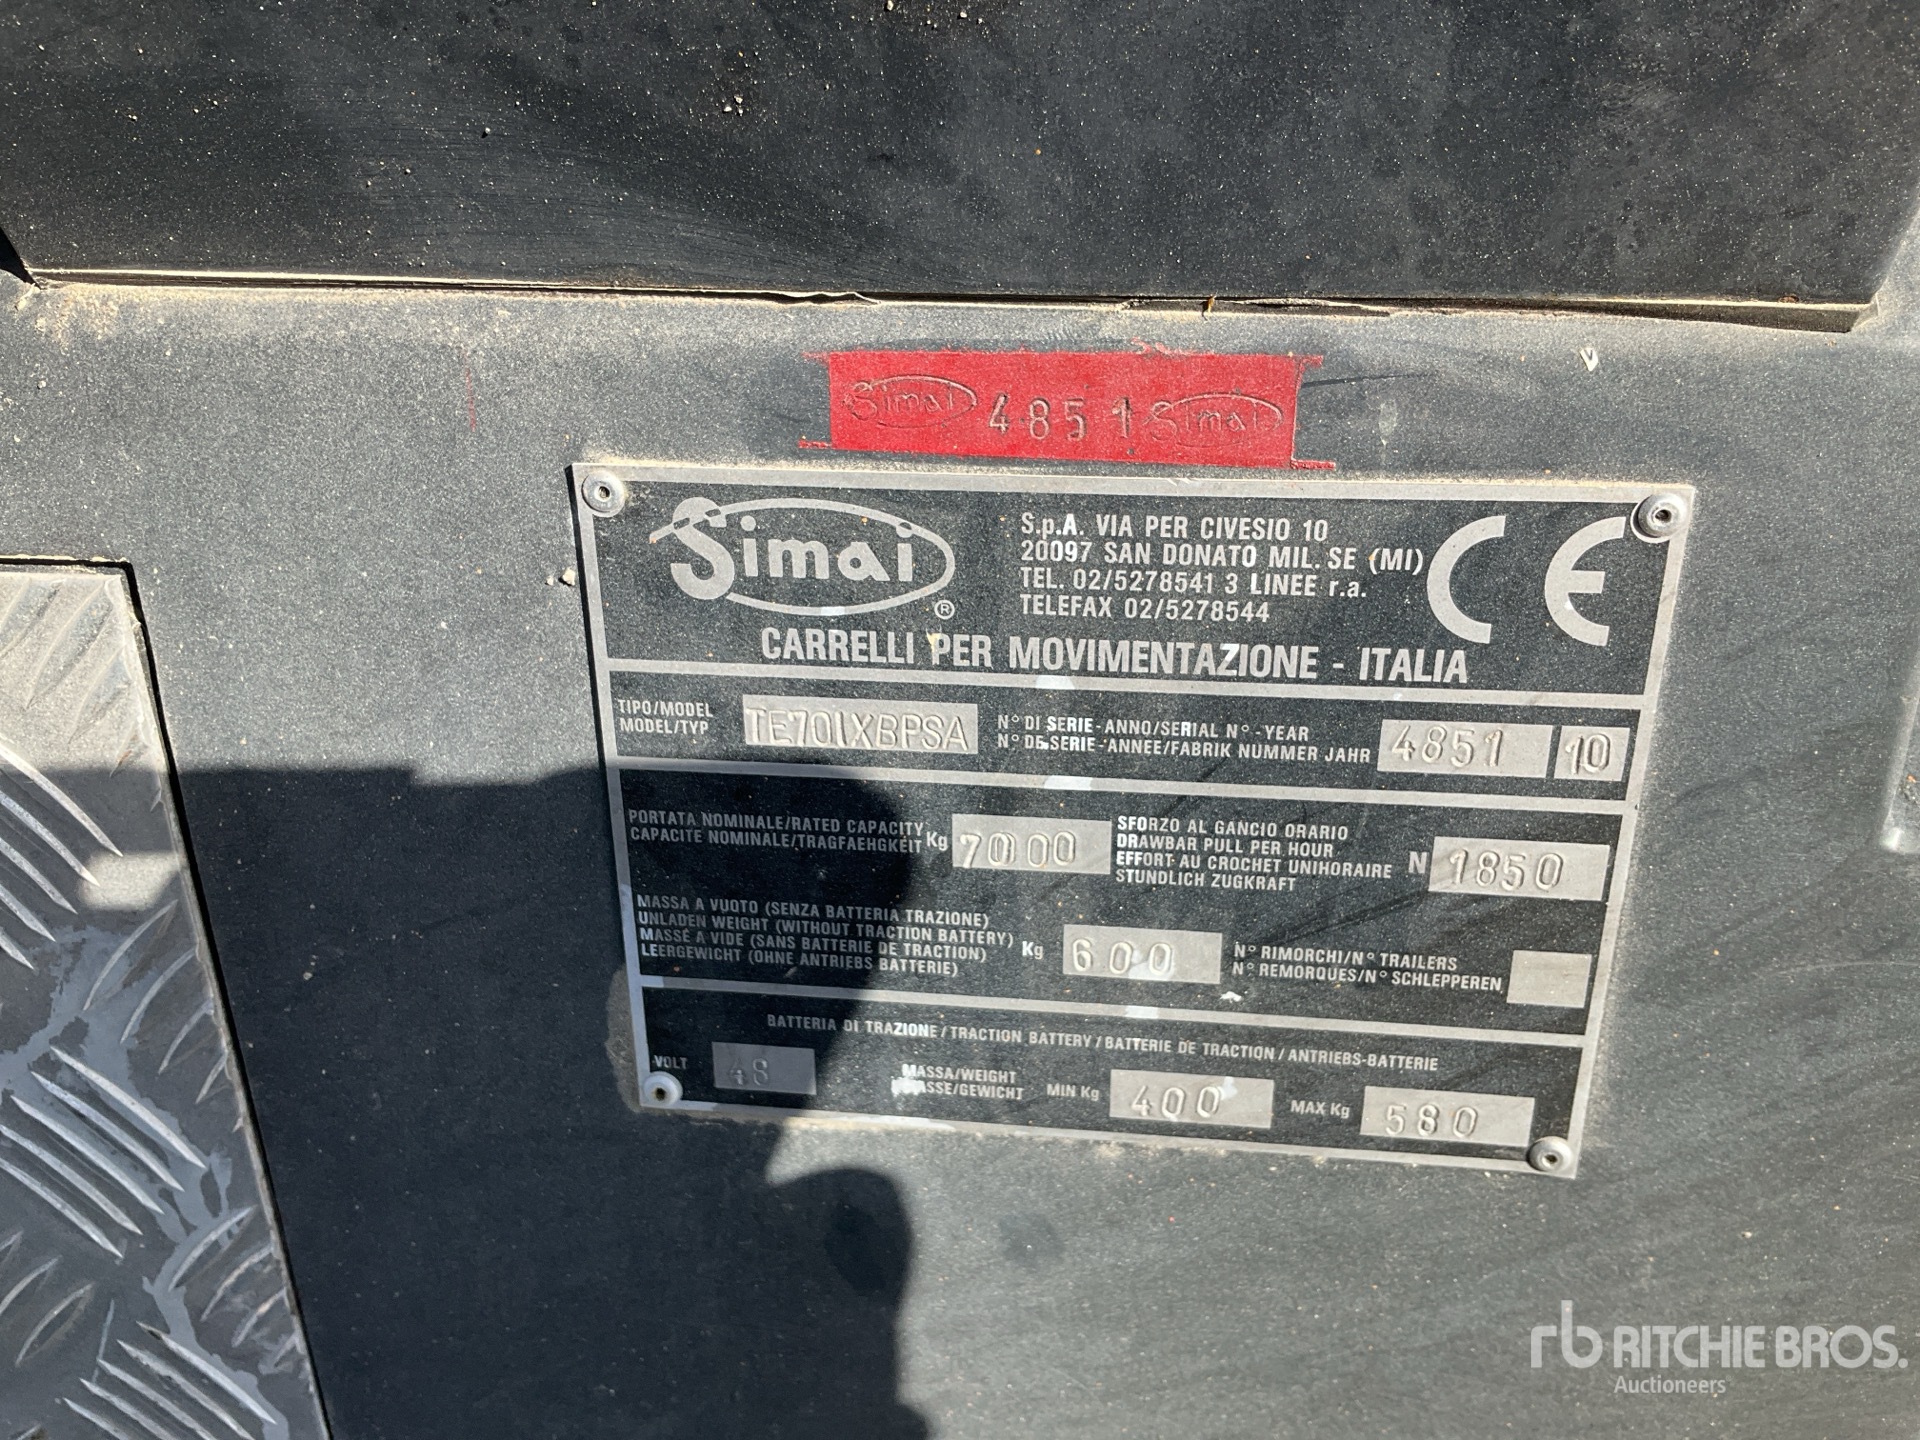 Simai 4851 Simai
Simai ®
S.p.A. VIA PER CIVESIO 10
20097 SAN DONATO MIL. SE (MI)
TEL. 02/5278541 3 LINEE r.a.
TELEFAX 02/5278544
CE
CARRELLI PER MOVIMENTAZIONE - ITALIA
TIPO/MODEL
MODEL/TYP
TE70IXBPSA
N° DI SERIE-ANNO/SERIAL N° -YEAR
N° DE SERIE-ANNEE/FABRIK NUMMER JAHR
4851 10
PORTATA NOMINALE/RATED CAPACITY
CAPACITE NOMINALE/TRAGFAEHGKEIT
Kg 7000
SFORZO AL GANCIO ORARIO
DRAWBAR PULL PER HOUR
EFFORT AU CROCHET UNIHORAIRE
STUNDLICH ZUGKRAFT
N 1850
MASSA A VUOTO (SENZA BATTERIA TRAZIONE)
UNLADEN WEIGHT (WITHOUT TRACTION BATTERY)
MASSE A VIDE (SANS BATTERIE DE TRACTION)
LEERGEWICHT (OHNE ANTRIEBS BATTERIE)
Kg 600
N° RIMORCHI/N° TRAILERS
N° REMORQUES/N° SCHLEPPEREN
BATTERIA DI TRAZIONE/TRACTION BATTERY/BATTERIE DE TRACTION/ANTRIEBS-BATTERIE
VOLT 48
MASSA/WEIGHT
MASSE/GEWICHT
MIN Kg 400
MAX Kg 580
rb RITCHIE BROS.
Auctioneers